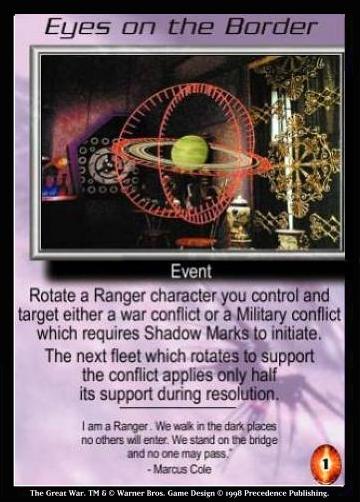 Eyes on the Border
Event
Rotate a Ranger character you control and
target either a war conflict or a Military conflict
which requires Shadow Marks to initiate.
The next fleet which rotates to support
the conflict applies only half
its support during resolution.
I am a Ranger. We walk in the dark places
no others will enter. We stand on the bridge
and no one may pass."
- Marcus Cole
1
The Great War. TM & © Warner Bros. Game Design © 1998 Precedence Publishing.